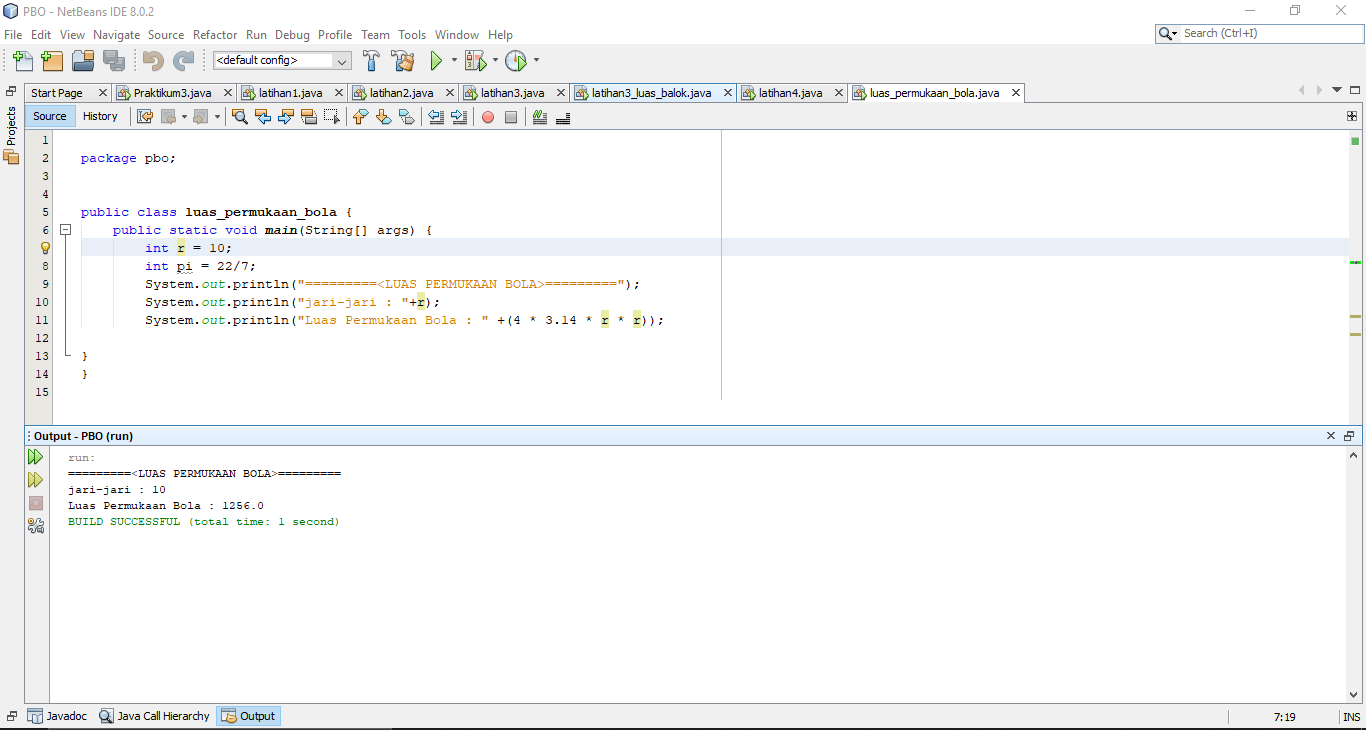 PBO - NetBeans IDE 8.0.2
File Edit View Navigate Source Refactor Run Debug Profile Team Tools Window Help
Search (Ctrl+I)
<default config>
Start Page Praktikum3.java latihan1.java latihan2.java latihan3.java latihan3_luas_balok.java latihan4.java luas_permukaan_bola.java
Projects
Source History
1
2 package pbo;
3
4
5 public class luas_permukaan_bola {
6 public static void main(String[] args) {
int r = 10;
8 int pi = 22/7;
9 System.out.println("=========<LUAS PERMUKAAN BOLA>=========");
10 System.out.println("jari-jari : "+r);
11 System.out.println("Luas Permukaan Bola : " +(4 * 3.14 * r * r));
12
13 }
14 }
15
Output - PBO (run)
run:
=========<LUAS PERMUKAAN BOLA>=========
jari-jari : 10
Luas Permukaan Bola : 1256.0
BUILD SUCCESSFUL (total time: 1 second)
Javadoc Java Call Hierarchy Output
7:19 INS